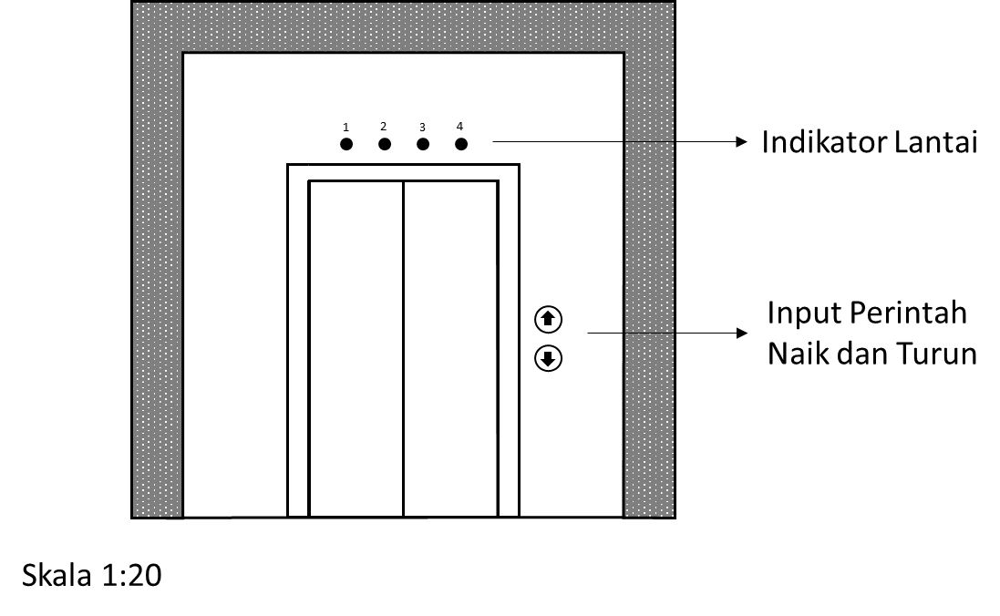 1 2 3 4
Indikator Lantai
Input Perintah
Naik dan Turun
Skala 1:20